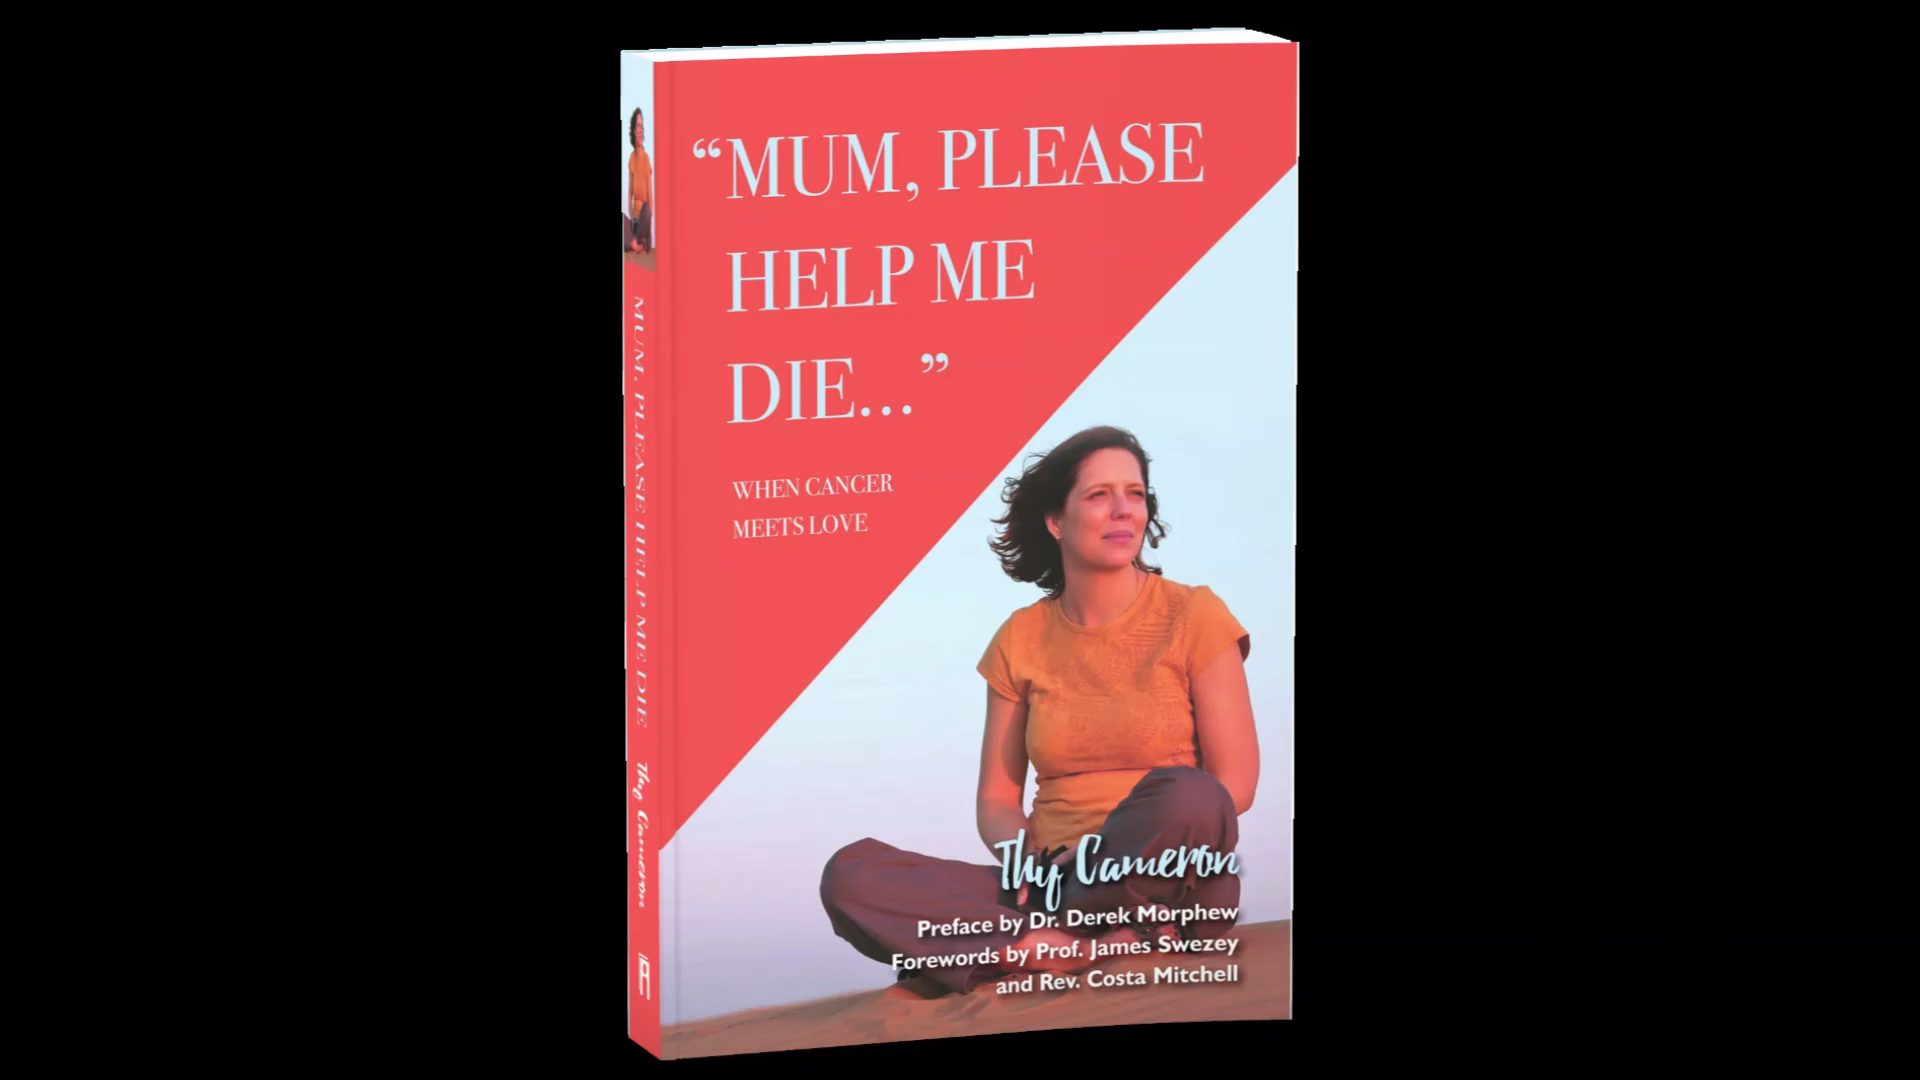 “MUM, PLEASE
HELP ME
DIE...”
WHEN CANCER
MEETS LOVE
Thy Cameron
Preface by Dr. Derek Morphew
Forewords by Prof. James Swezey
and Rev. Costa Mitchell
MUM, PLEASE HELP ME DIE
Thy Cameron